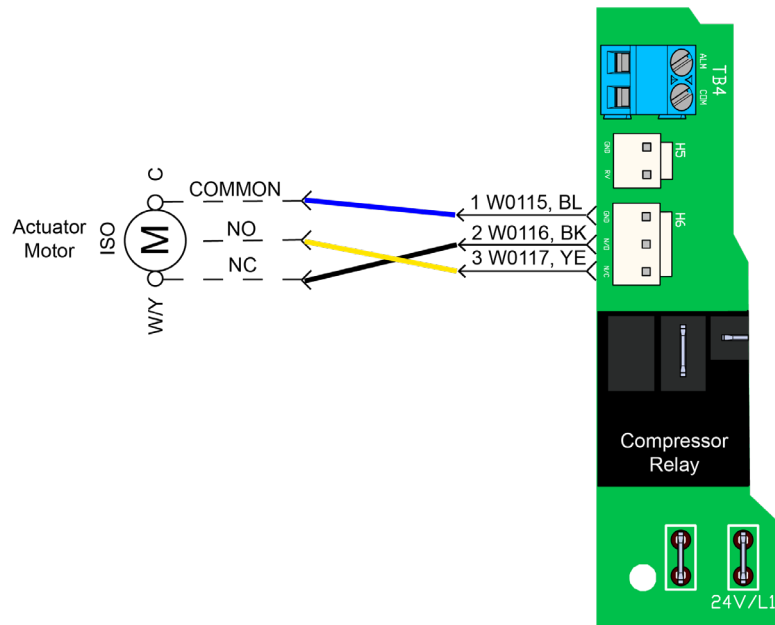 ALM
COM
TB4
C
COMMON
NO
NC
Actuator
Motor
ISO
M
W/Y
1 W0115, BL
2 W0116, BK
3 W0117, YE
GND
RV
H5
GND
N/O
N/C
H6
Compressor
Relay
24V/L1